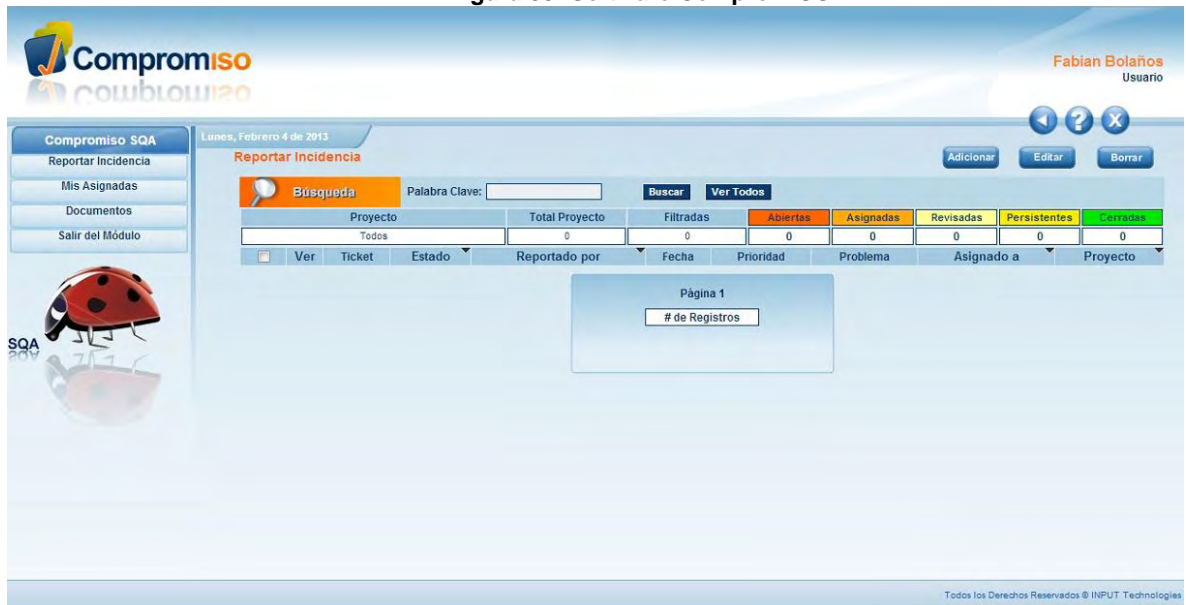 Compromiso
Fabian Bolaños
Usuario
Compromiso SQA
Reportar Incidencia
Mis Asignadas
Documentos
Salir del Módulo
SQA
Lunes, Febrero 4 de 2013
Reportar Incidencia
Adicionar Editar Borrar
Búsqueda Palabra Clave: Buscar Ver Todos
Proyecto Total Proyecto Filtradas Abiertas Asignadas Revisadas Persistentes Cerradas
Todos 0 0 0 0 0 0 0
Ver Ticket Estado Reportado por Fecha Prioridad Problema Asignado a Proyecto
Página 1
# de Registros
Todos los Derechos Reservados © INPUT Technologies